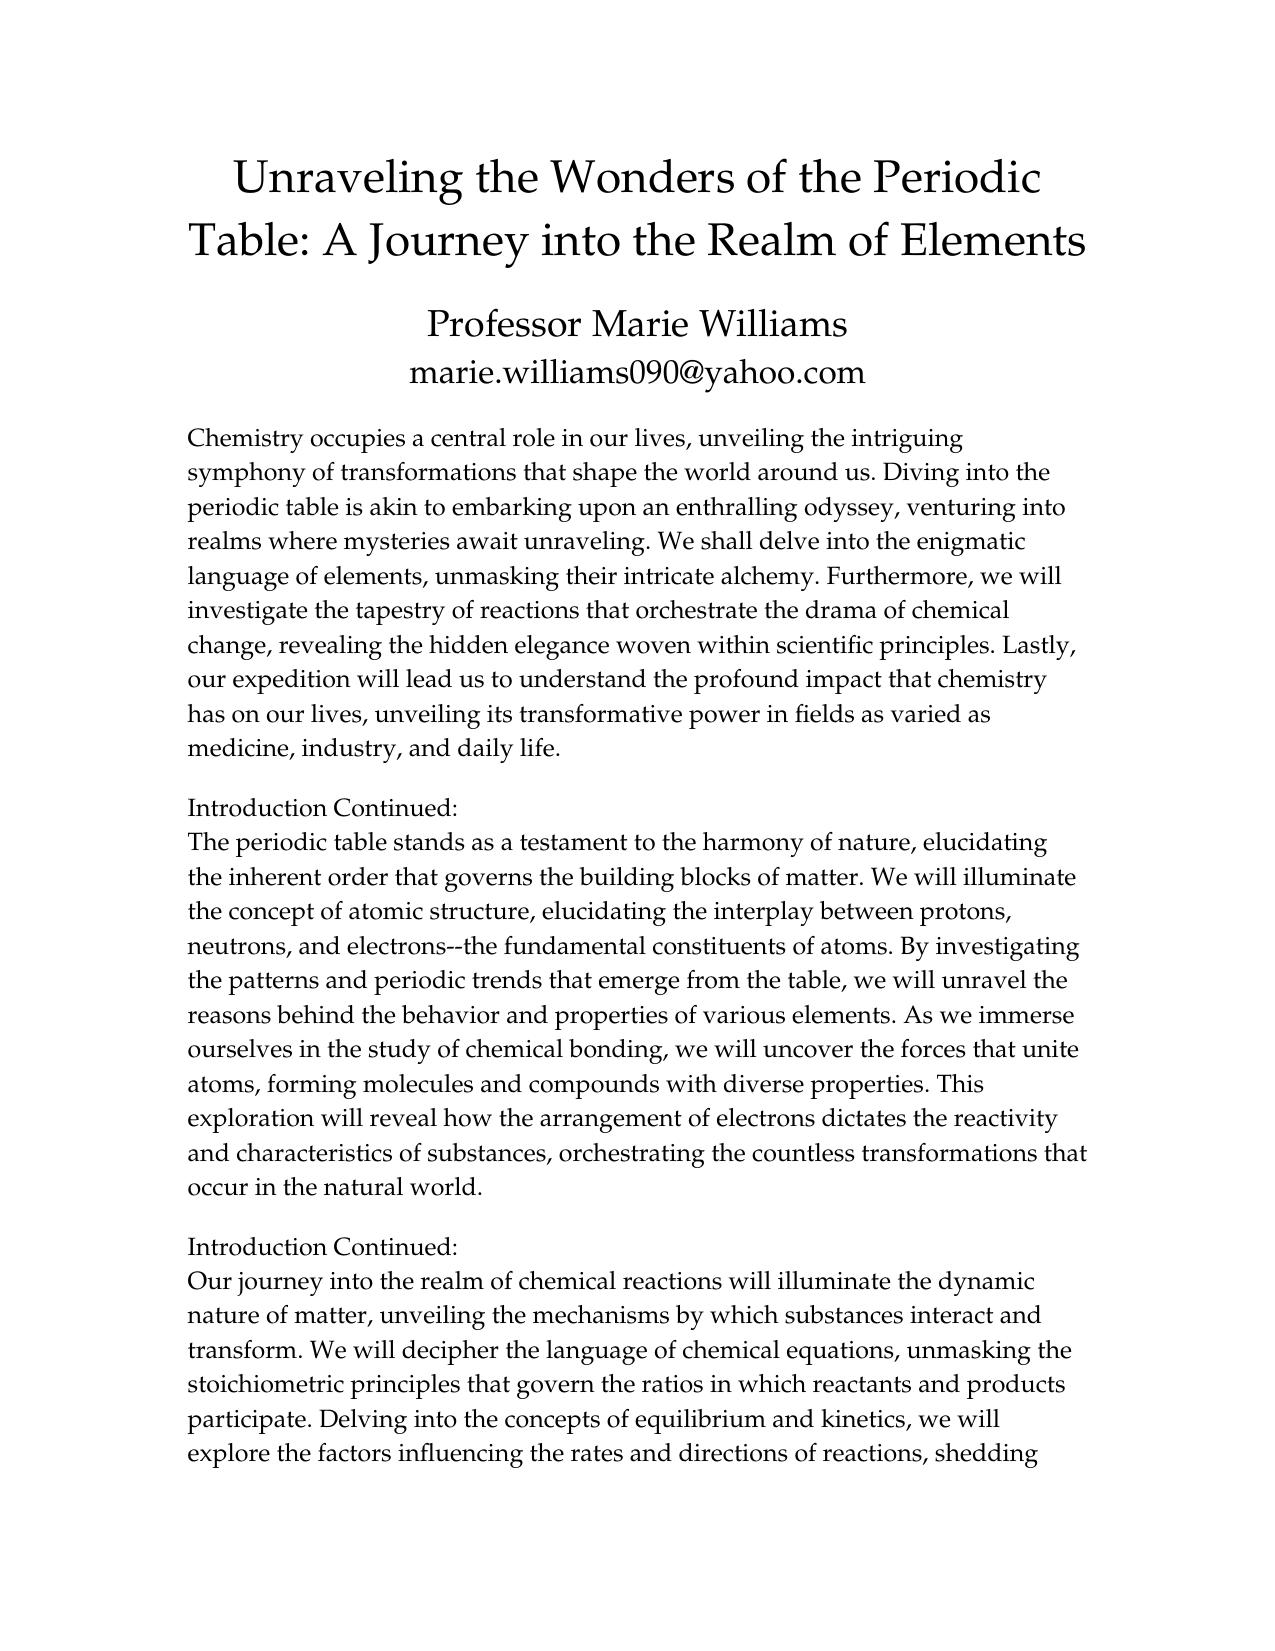 Unraveling the Wonders of the Periodic
Table: A Journey into the Realm of Elements
Professor Marie Williams
marie.williams090@yahoo.com
Chemistry occupies a central role in our lives, unveiling the intriguing
symphony of transformations that shape the world around us. Diving into the
periodic table is akin to embarking upon an enthralling odyssey, venturing into
realms where mysteries await unraveling. We shall delve into the enigmatic
language of elements, unmasking their intricate alchemy. Furthermore, we will
investigate the tapestry of reactions that orchestrate the drama of chemical
change, revealing the hidden elegance woven within scientific principles. Lastly,
our expedition will lead us to understand the profound impact that chemistry
has on our lives, unveiling its transformative power in fields as varied as
medicine, industry, and daily life.
Introduction Continued:
The periodic table stands as a testament to the harmony of nature, elucidating
the inherent order that governs the building blocks of matter. We will illuminate
the concept of atomic structure, elucidating the interplay between protons,
neutrons, and electrons--the fundamental constituents of atoms. By investigating
the patterns and periodic trends that emerge from the table, we will unravel the
reasons behind the behavior and properties of various elements. As we immerse
ourselves in the study of chemical bonding, we will uncover the forces that unite
atoms, forming molecules and compounds with diverse properties. This
exploration will reveal how the arrangement of electrons dictates the reactivity
and characteristics of substances, orchestrating the countless transformations that
occur in the natural world.
Introduction Continued:
Our journey into the realm of chemical reactions will illuminate the dynamic
nature of matter, unveiling the mechanisms by which substances interact and
transform. We will decipher the language of chemical equations, unmasking the
stoichiometric principles that govern the ratios in which reactants and products
participate. Delving into the concepts of equilibrium and kinetics, we will
explore the factors influencing the rates and directions of reactions, shedding